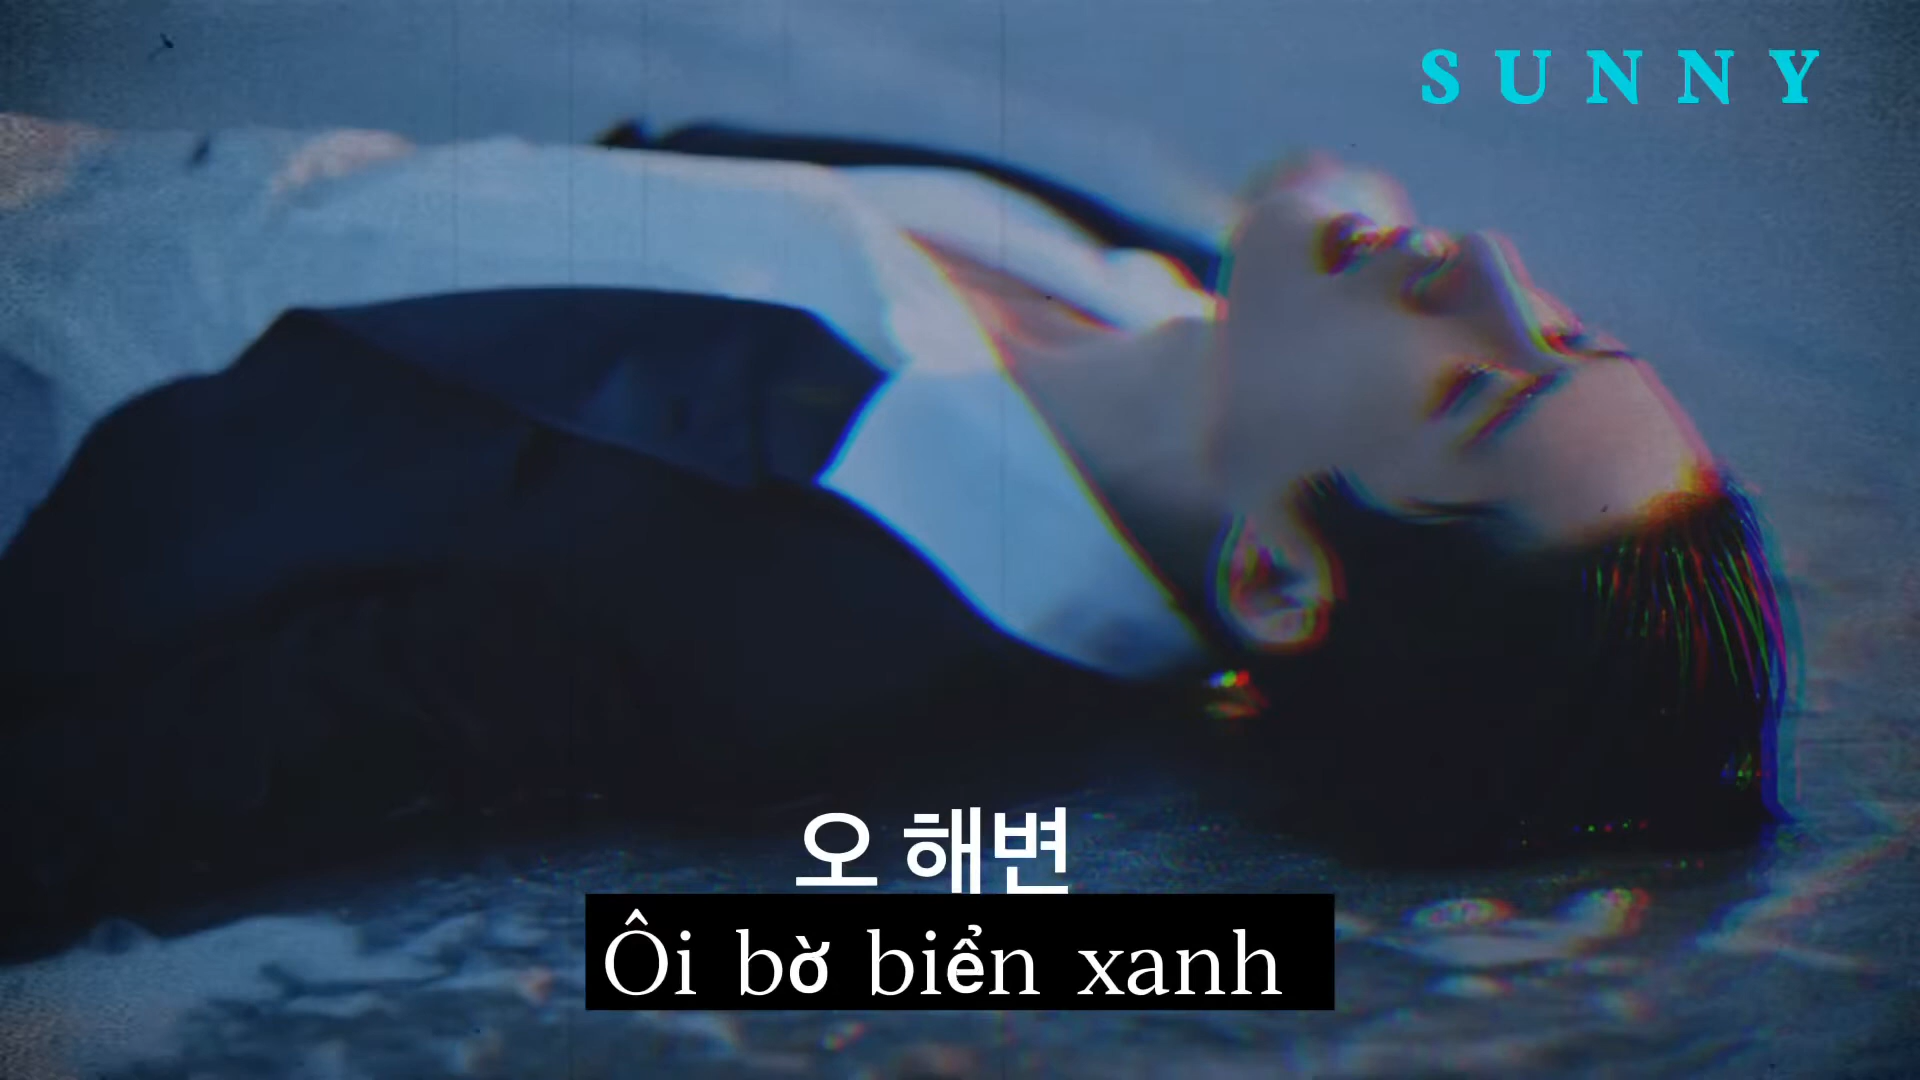 SUNNY
오 해변
Ôi bờ biển xanh